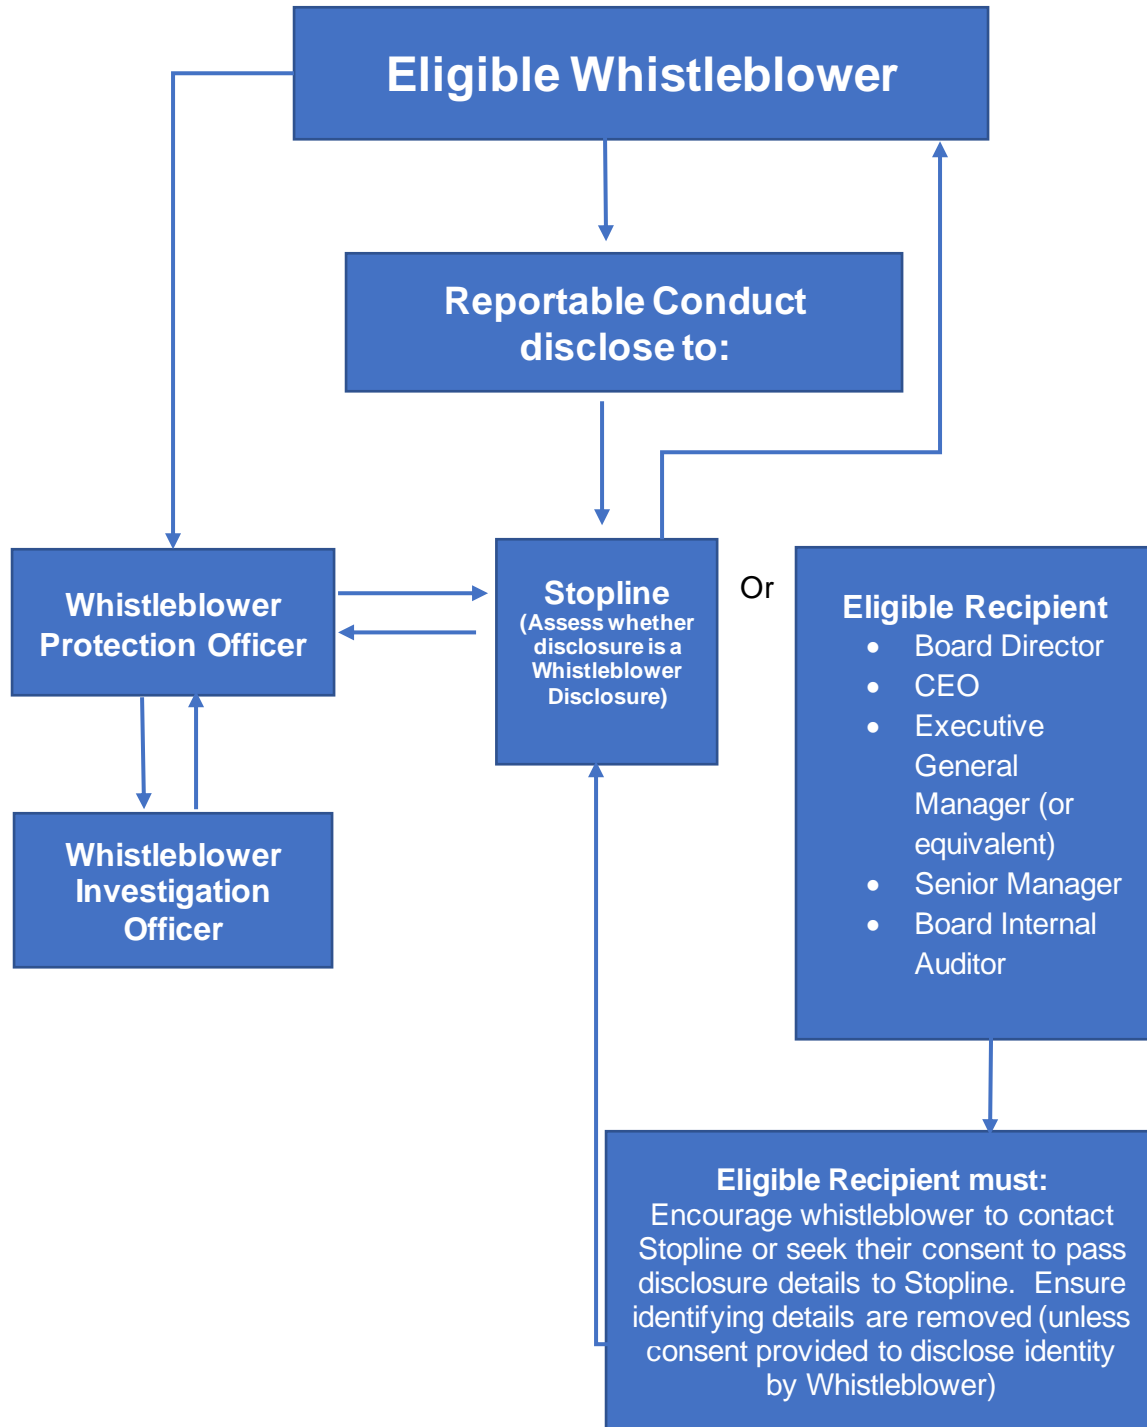 Eligible Whistleblower
Reportable Conduct
disclose to:
Whistleblower
Protection Officer
Stopline
(Assess whether
disclosure is a
Whistleblower
Disclosure)
Or
Eligible Recipient
• Board Director
• CEO
• Executive
General
Manager (or
equivalent)
• Senior Manager
• Board Internal
Auditor
Whistleblower
Investigation
Officer
Eligible Recipient must:
Encourage whistleblower to contact
Stopline or seek their consent to pass
disclosure details to Stopline.  Ensure
identifying details are removed (unless
consent provided to disclose identity
by Whistleblower)